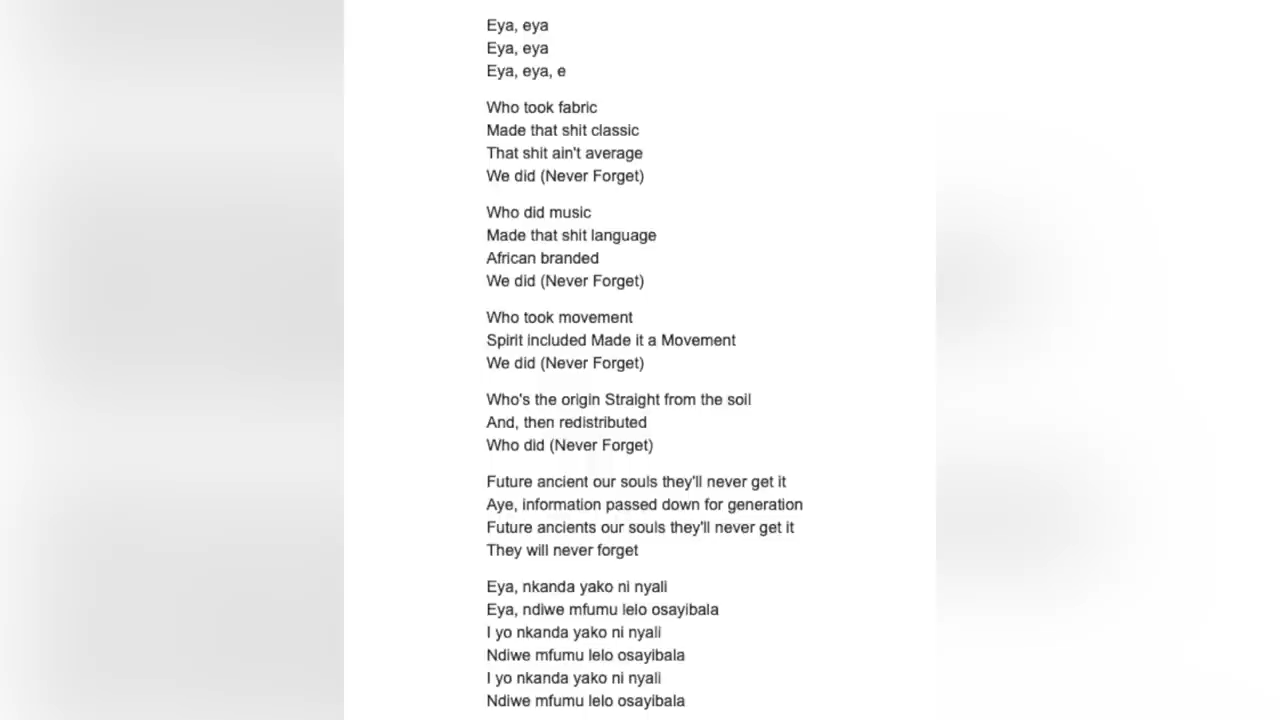 Eya, eya
Eya, eya
Eya, eya, e
Who took fabric
Made that shit classic
That shit ain't average
We did (Never Forget)
Who did music
Made that shit language
African branded
We did (Never Forget)
Who took movement
Spirit included Made it a Movement
We did (Never Forget)
Who's the origin Straight from the soil
And, then redistributed
Who did (Never Forget)
Future ancient our souls they'll never get it
Aye, information passed down for generation
Future ancients our souls they'll never get it
They will never forget
Eya, nkanda yako ni nyali
Eya, ndiwe mfumu lelo osayibala
I yo nkanda yako ni nyali
Ndiwe mfumu lelo osayibala
I yo nkanda yako ni nyali
Ndiwe mfumu lelo osayibala